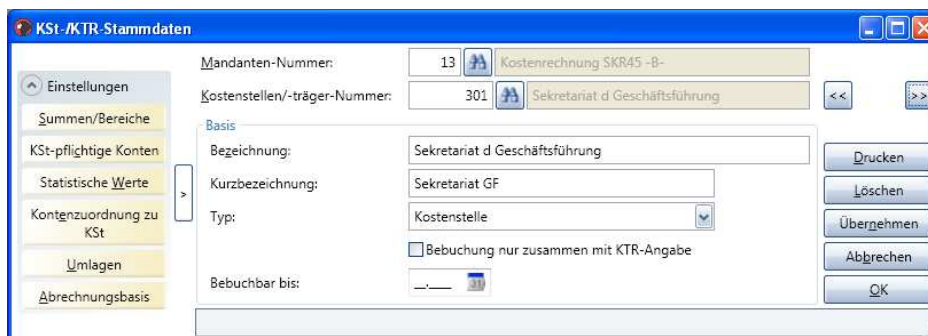 KSt-/KTR-Stammdaten
Einstellungen
Summen/Bereiche
KSt-pflichtige Konten
Statistische Werte
Kontenzuordnung zu
KSt
Umlagen
Abrechnungsbasis
>
Mandanten-Nummer: 13 Kostenrechnung SKR45 -B-
Kostenstellen/-träger-Nummer: 301 Sekretariat d Geschäftsführung << >>
Basis
Bezeichnung: Sekretariat d Geschäftsführung
Kurzbezeichnung: Sekretariat GF
Typ: Kostenstelle
Bebuchung nur zusammen mit KTR-Angabe
Bebuchbar bis: __.____
Drucken
Löschen
Übernehmen
Abbrechen
OK